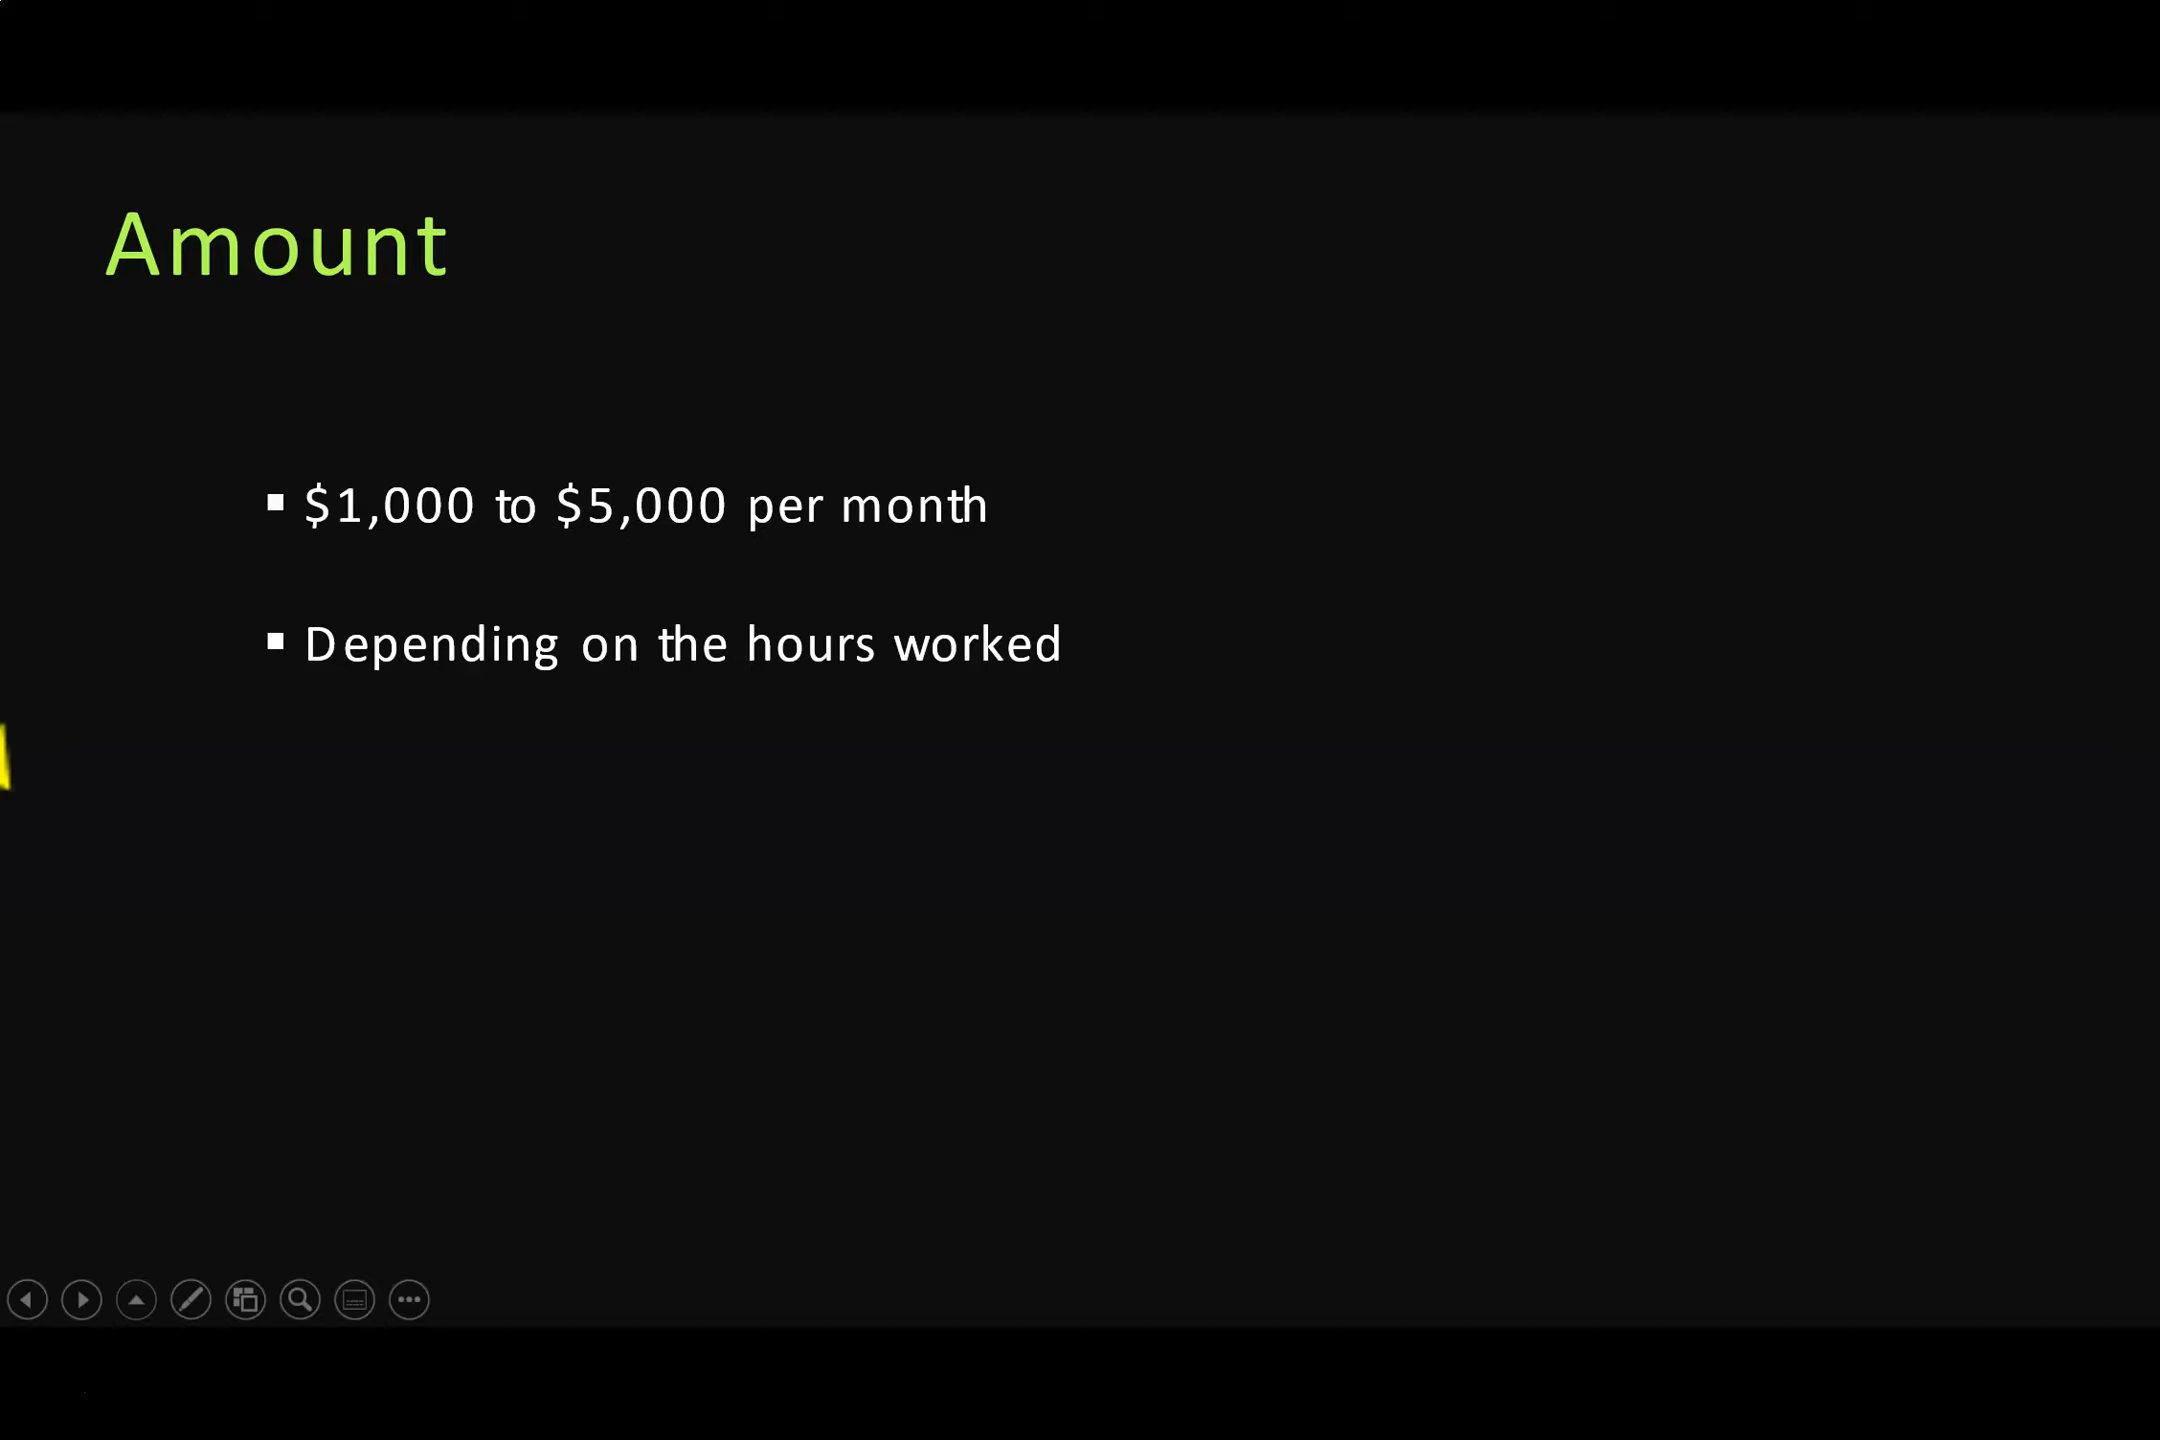 Amount
▪ $1,000 to $5,000 per month
▪ Depending on the hours worked